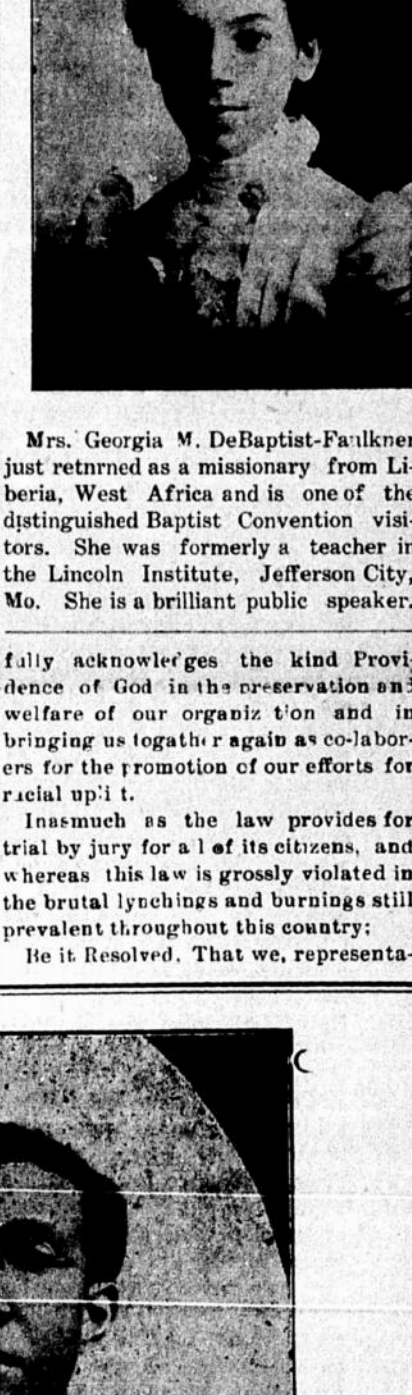 Mrs. Georgia M. DeBaptist-Faulkner
just retnrned as a missionary from Li-
beria, West Africa and is one of the
distinguished Baptist Convention visi-
tors. She was formerly a teacher in
the Lincoln Institute, Jefferson City,
Mo. She is a brilliant public speaker.
fully acknowledges the kind Provi-
dence of God in the preservation and
welfare of our organiz t'on and in
bringing us togather again as co-labor-
ers for the promotion of our efforts for
racial upli t.
Inasmuch as the law provides for
trial by jury for a l of its citizens, and
whereas this law is grossly violated in
the brutal lynchings and burnings still
prevalent throughout this country;
Be it Resolved, That we, representa-